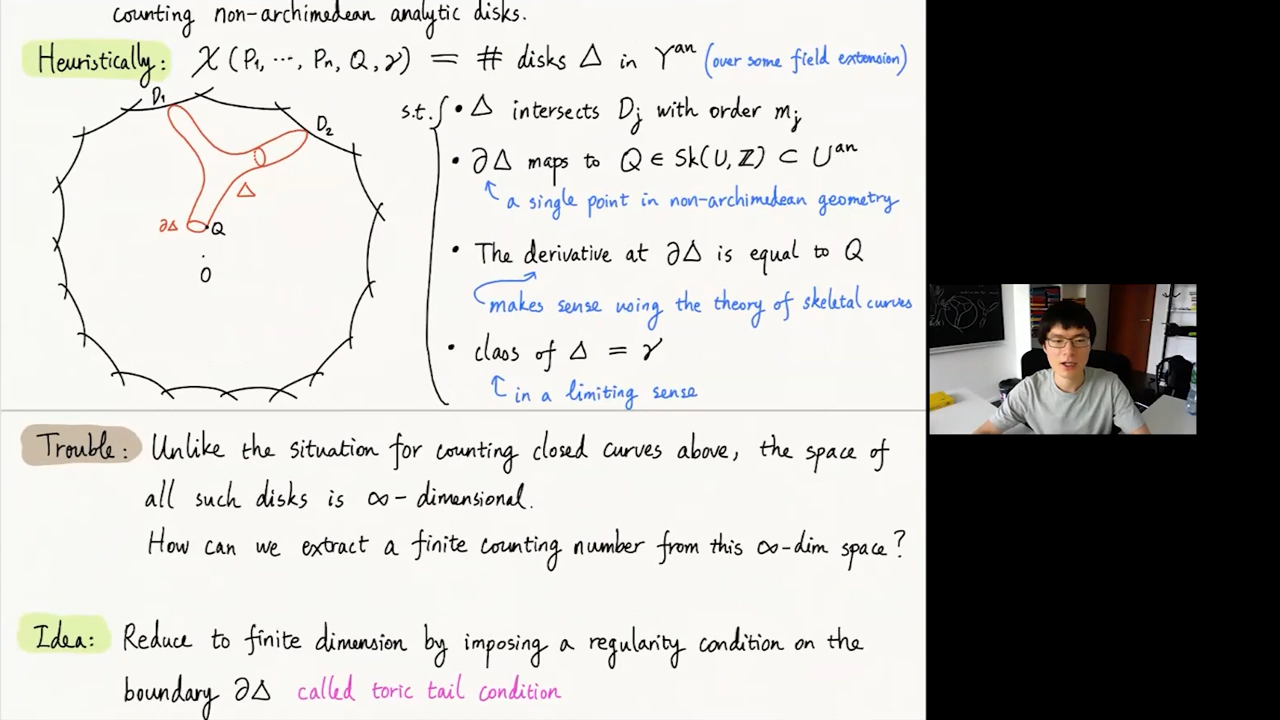 counting non-archimedean analytic disks.
Heuristically: χ(P₁, ⋯, Pₙ, Q, γ) = # disks Δ in Yᵃⁿ (over some field extension)
D₁
D₂
Δ
∂Δ
Q
O
s.t. { • Δ intersects Dⱼ with order mⱼ
• ∂Δ maps to Q ∈ Sk(U, ℤ) ⊂ Uᵃⁿ
a single point in non-archimedean geometry
• The derivative at ∂Δ is equal to Q
makes sense using the theory of skeletal curves
• class of Δ = γ
in a limiting sense
Trouble: Unlike the situation for counting closed curves above, the space of
all such disks is ∞-dimensional.
How can we extract a finite counting number from this ∞-dim space?
Idea: Reduce to finite dimension by imposing a regularity condition on the
boundary ∂Δ called toric tail condition